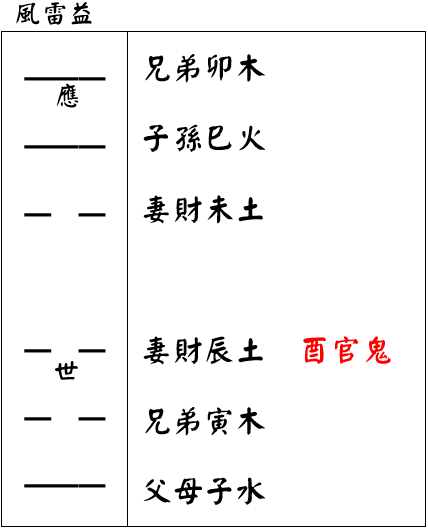 風雷益
兄弟卯木
應
子孫巳火
妻財未土
妻財辰土 酉官鬼
世
兄弟寅木
父母子水